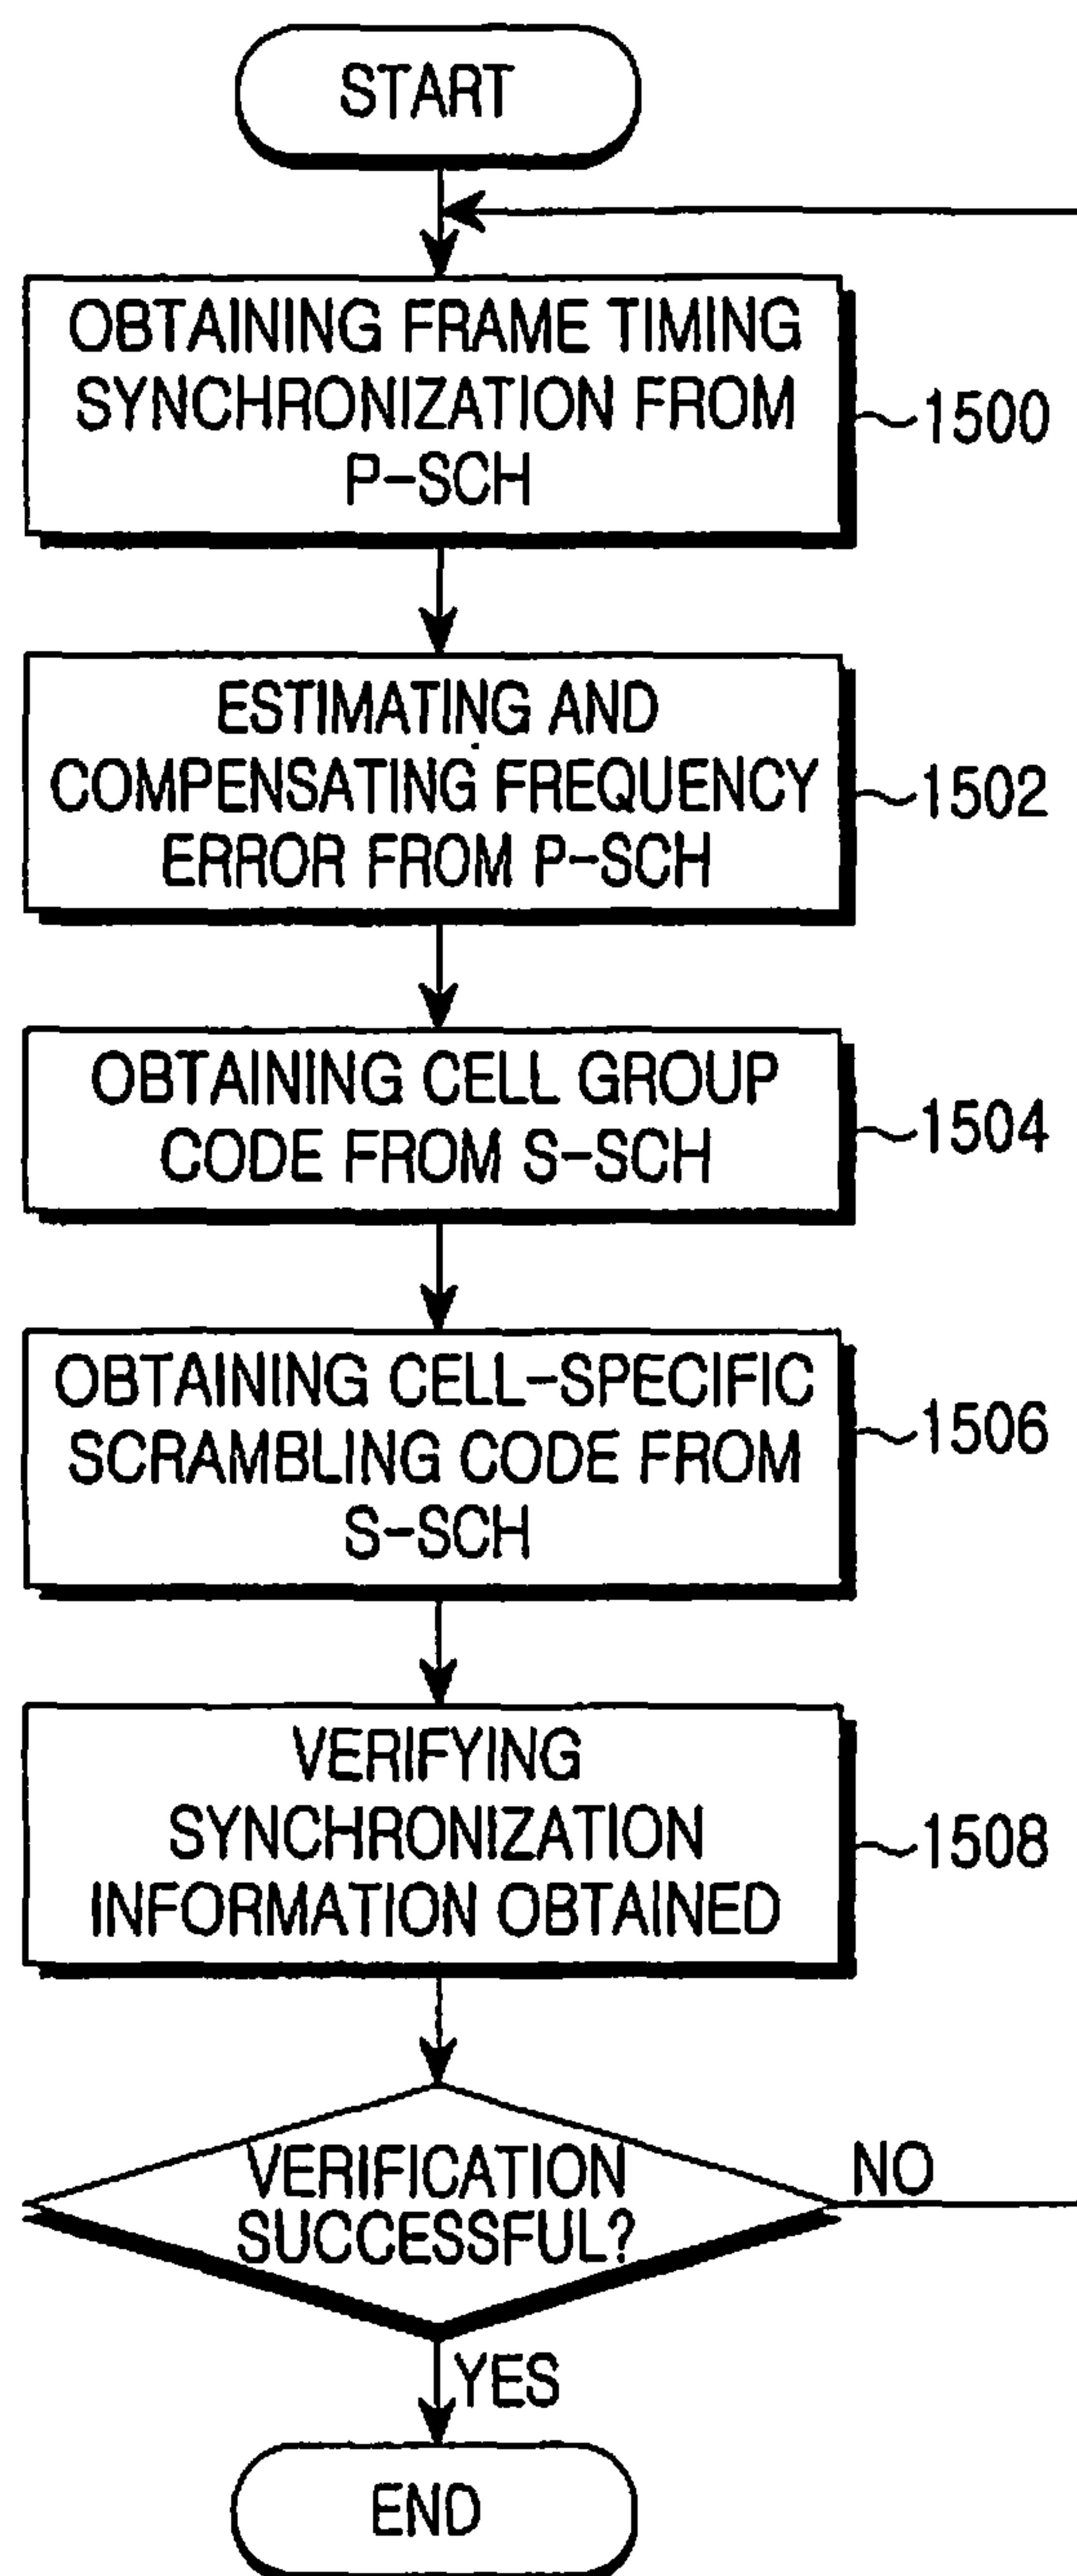 START
OBTAINING FRAME TIMING
SYNCHRONIZATION FROM
P-SCH
1500
ESTIMATING AND
COMPENSATING FREQUENCY
ERROR FROM P-SCH
1502
OBTAINING CELL GROUP
CODE FROM S-SCH
1504
OBTAINING CELL-SPECIFIC
SCRAMBLING CODE FROM
S-SCH
1506
VERIFYING
SYNCHRONIZATION
INFORMATION OBTAINED
1508
VERIFICATION
SUCCESSFUL?
NO
YES
END